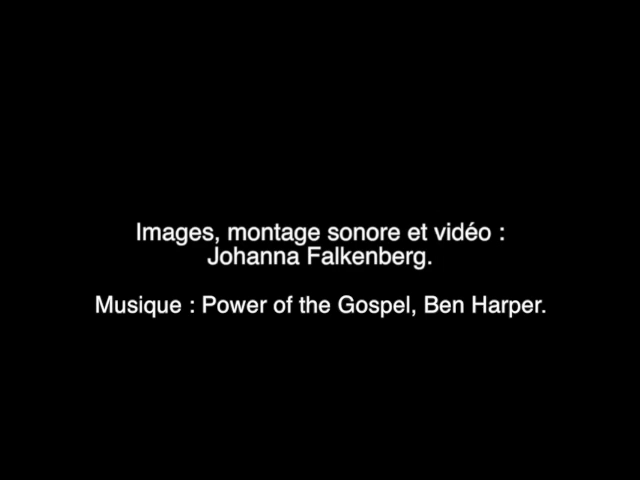 Images, montage sonore et vidéo :
Johanna Falkenberg.
Musique : Power of the Gospel, Ben Harper.